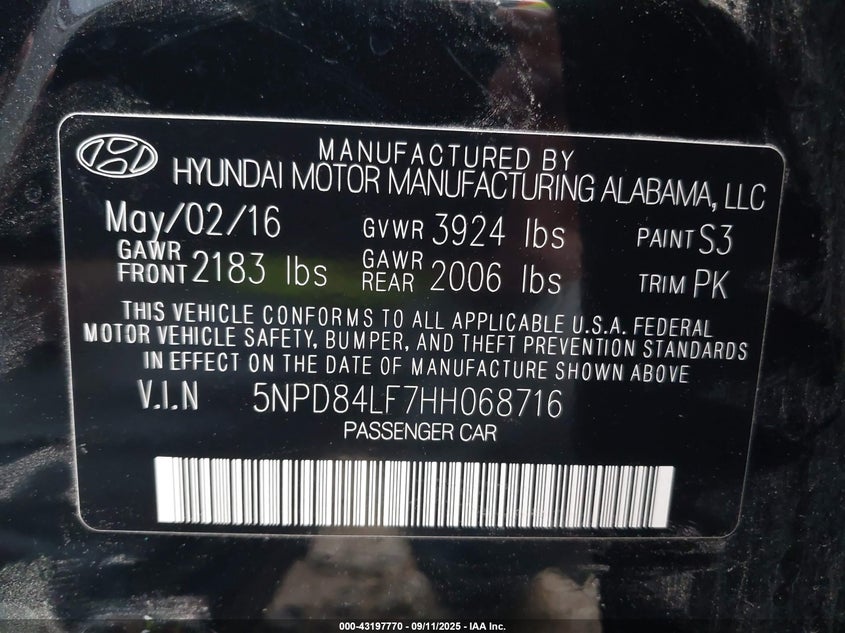 MANUFACTURED BY
HYUNDAI MOTOR MANUFACTURING ALABAMA, LLC
May/02/16 GVWR 3924 lbs PAINT S3
GAWR FRONT 2183 lbs GAWR REAR 2006 lbs TRIM PK
THIS VEHICLE CONFORMS TO ALL APPLICABLE U.S.A. FEDERAL
MOTOR VEHICLE SAFETY, BUMPER, AND THEFT PREVENTION STANDARDS
IN EFFECT ON THE DATE OF MANUFACTURE SHOWN ABOVE
V.I.N 5NPD84LF7HH068716
PASSENGER CAR
000-43197770 - 09/11/2025 - IAA Inc.